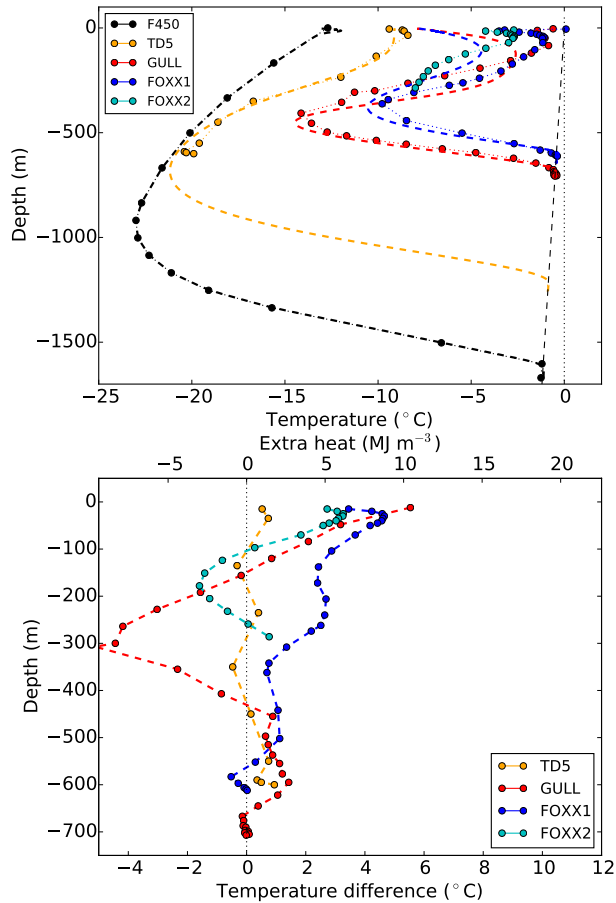 0
−500
−1000
−1500
Depth (m)
F450
TD5
GULL
FOXX1
FOXX2
−25
−20
−15
−10
−5
0
Temperature (°C)
Extra heat (MJ m⁻³)
−5
0
5
10
15
20
0
−100
−200
−300
−400
−500
−600
−700
Depth (m)
TD5
GULL
FOXX1
FOXX2
−4
−2
0
2
4
6
8
10
12
Temperature difference (°C)